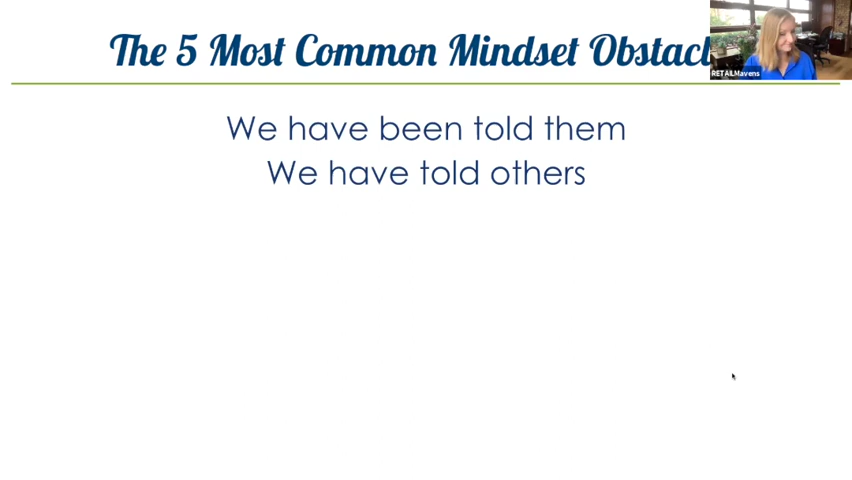 The 5 Most Common Mindset Obstacl
RETAILMavens
We have been told them
We have told others